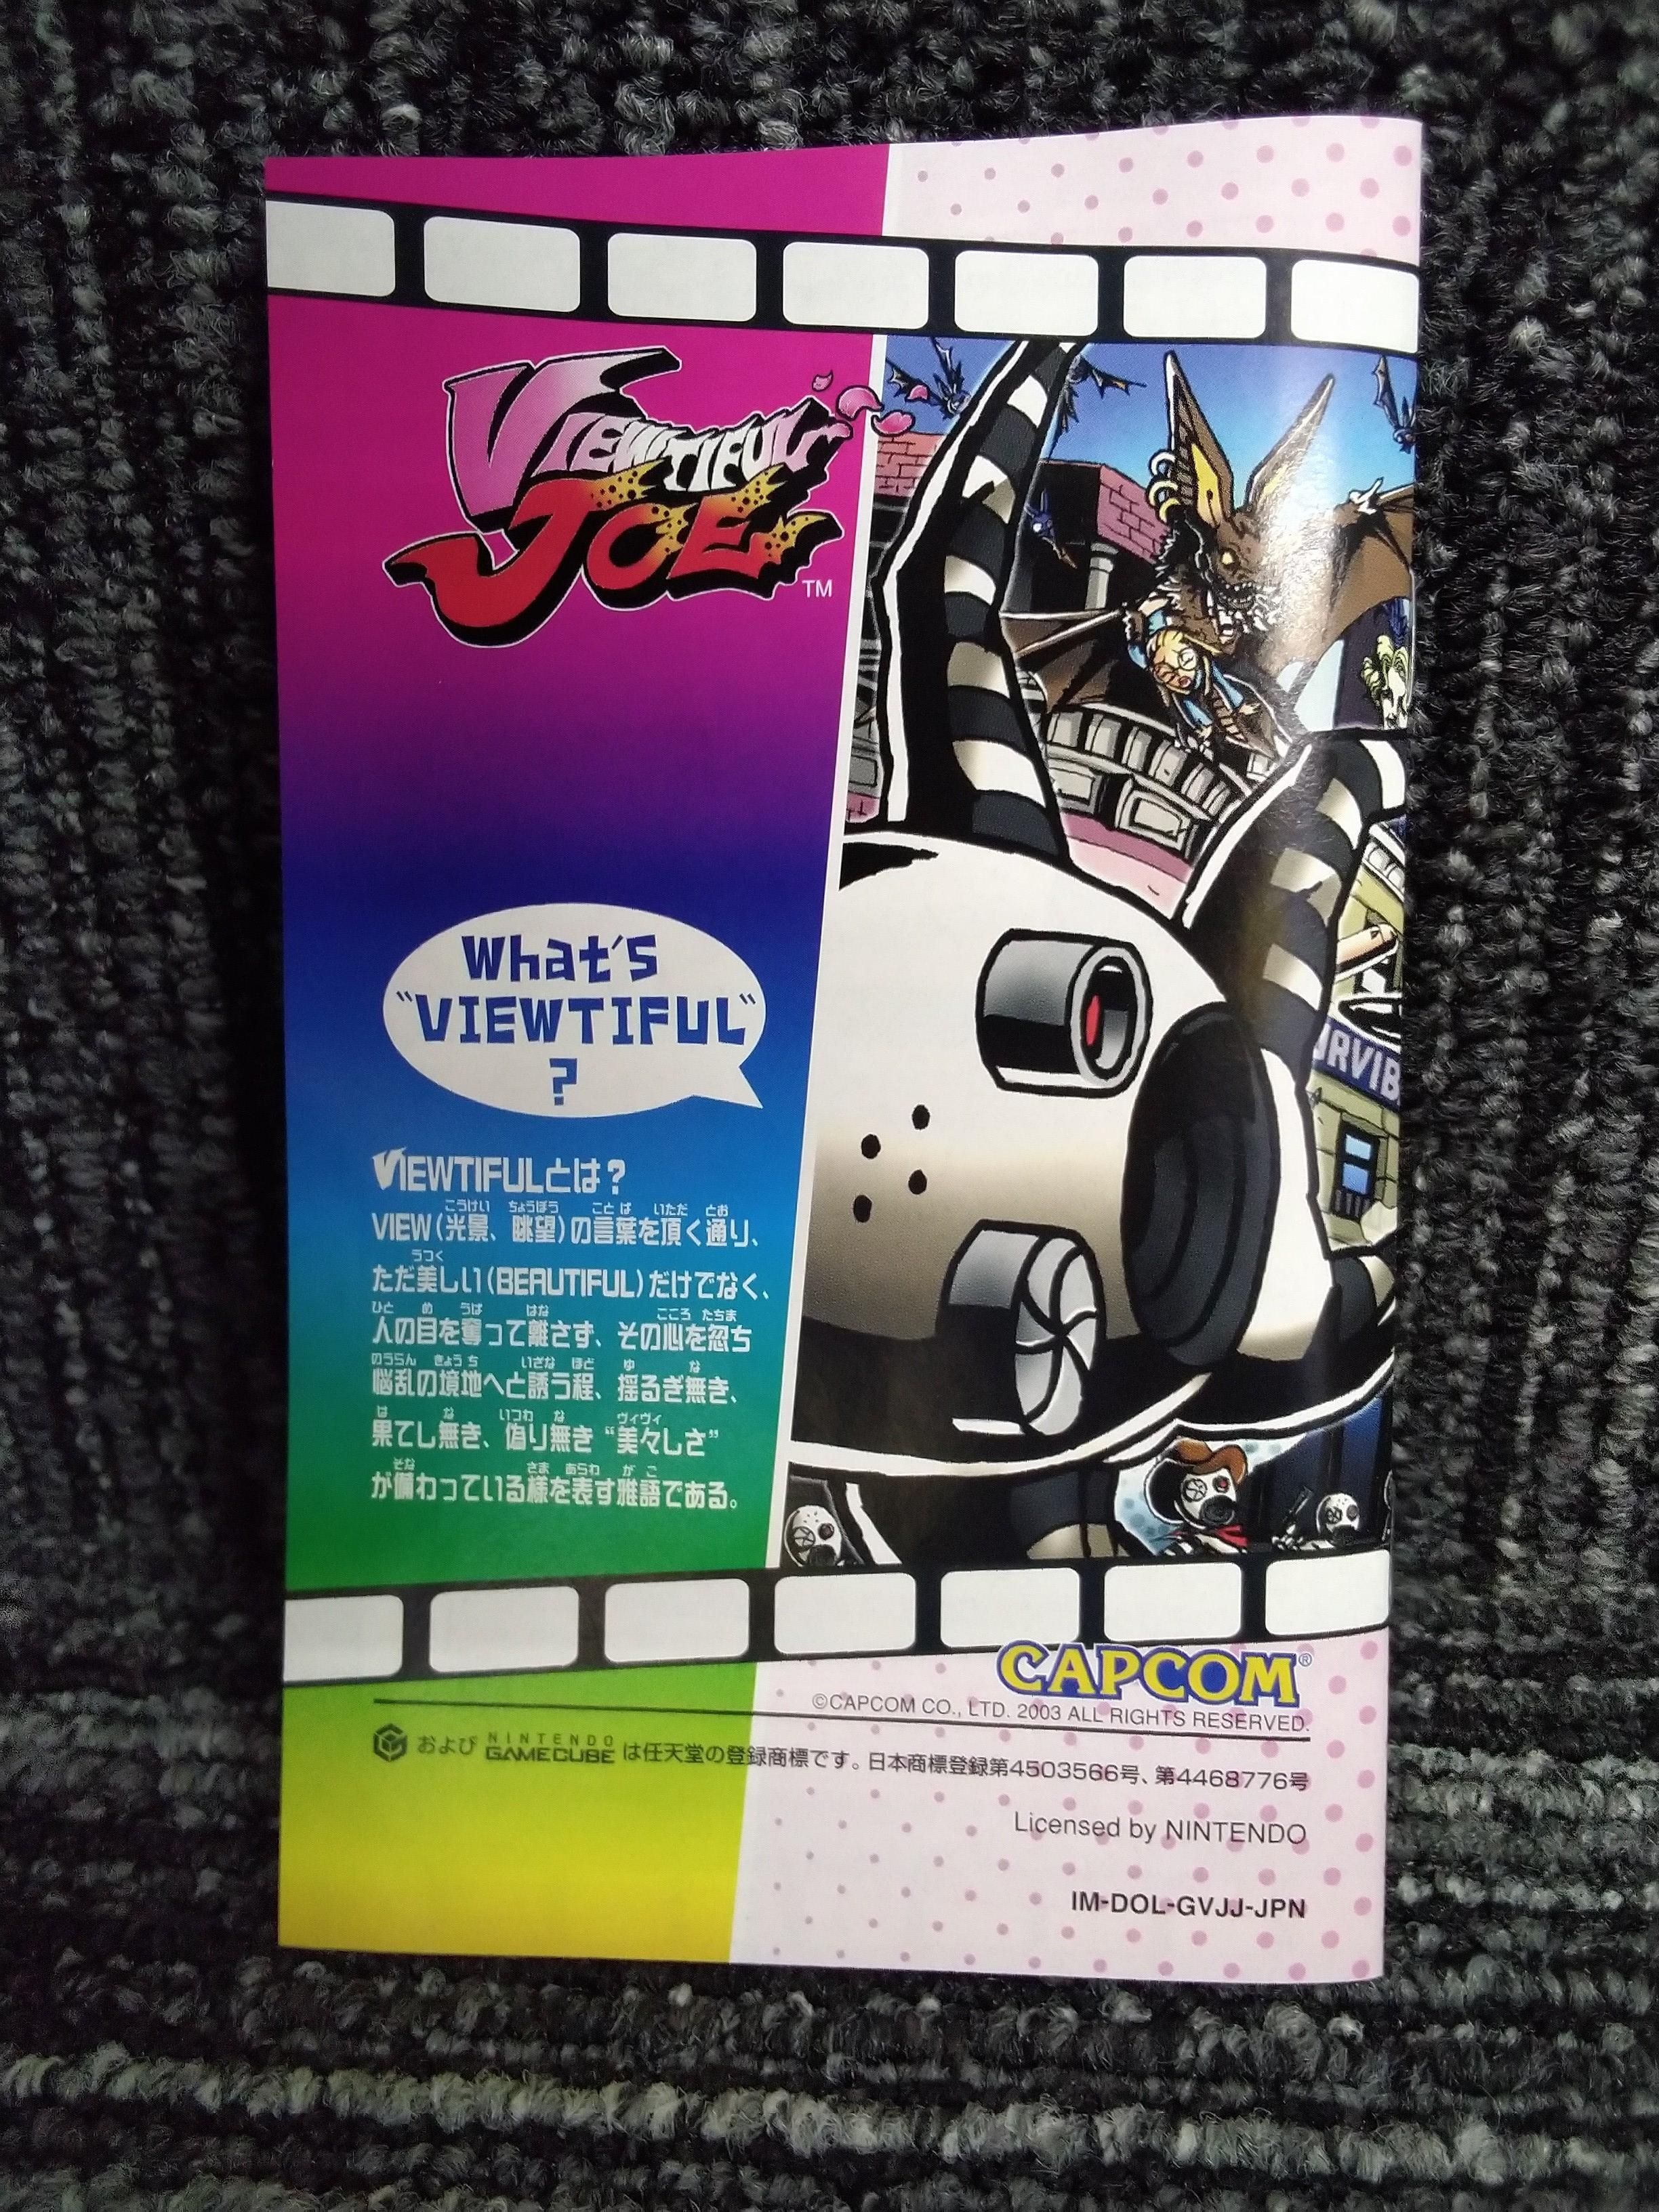 VIEWTIFUL
JOE
TM
What's
"VIEWTIFUL"
?
VIEWTIFULとは?
VIEW(光景、眺望)の言葉を頂く通り、
ただ美しい(BEAUTIFUL)だけでなく、
人の目を奪って離さず、その心を忽ち
悩乱の境地へと誘う程、揺るぎ無き、
果てし無き、偽り無き“美々しさ”
が備わっている様を表す雅語である。
CAPCOM®
©CAPCOM CO., LTD. 2003 ALL RIGHTS RESERVED.
および NINTENDO GAMECUBE は任天堂の登録商標です。日本商標登録第4503566号、第4468776号
Licensed by NINTENDO
IM-DOL-GVJJ-JPN